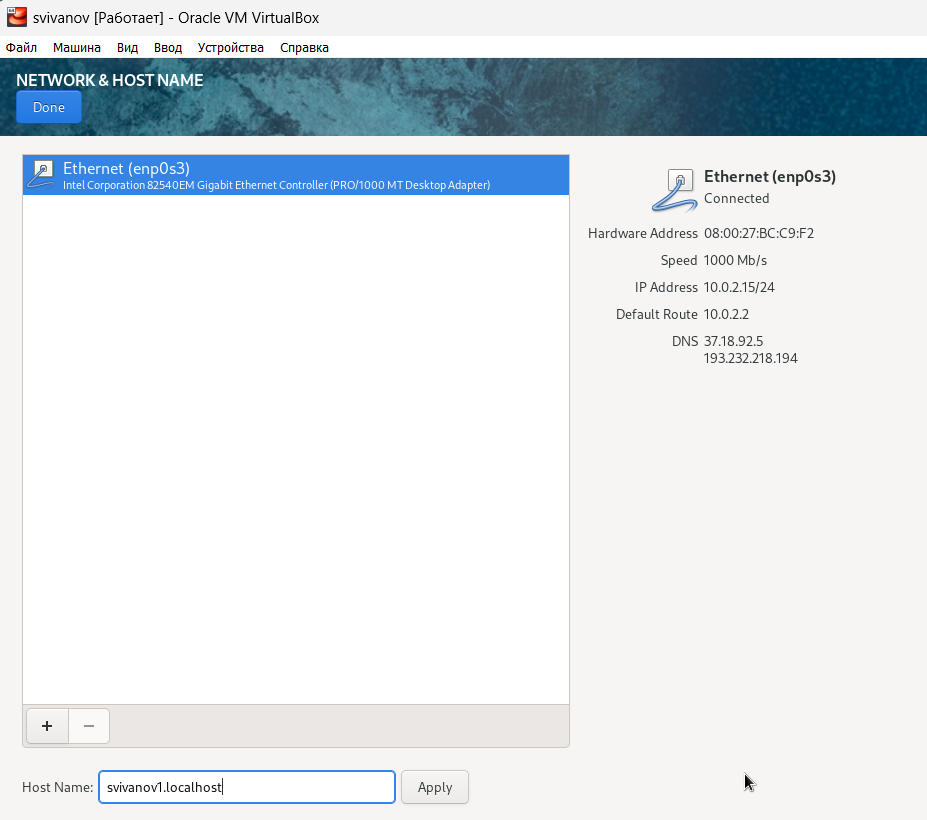 svivanov [Работает] - Oracle VM VirtualBox
Файл Машина Вид Ввод Устройства Справка
NETWORK & HOST NAME
Done
Ethernet (enp0s3)
Intel Corporation 82540EM Gigabit Ethernet Controller (PRO/1000 MT Desktop Adapter)
Ethernet (enp0s3)
Connected
Hardware Address 08:00:27:BC:C9:F2
Speed 1000 Mb/s
IP Address 10.0.2.15/24
Default Route 10.0.2.2
DNS 37.18.92.5
193.232.218.194
+ −
Host Name: svivanov1.localhost Apply